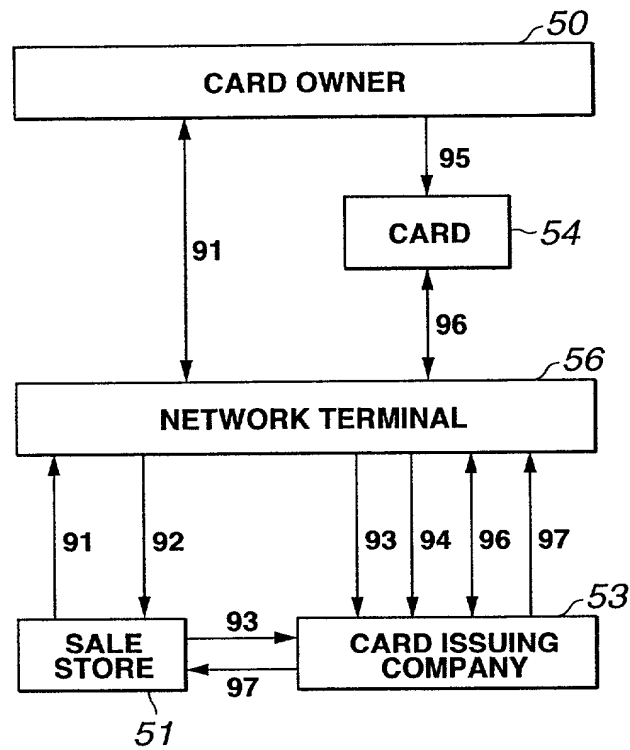 50
CARD OWNER
95
CARD
54
91
96
56
NETWORK TERMINAL
91
92
93
94
96
97
53
93
SALE
STORE
CARD ISSUING
COMPANY
97
51